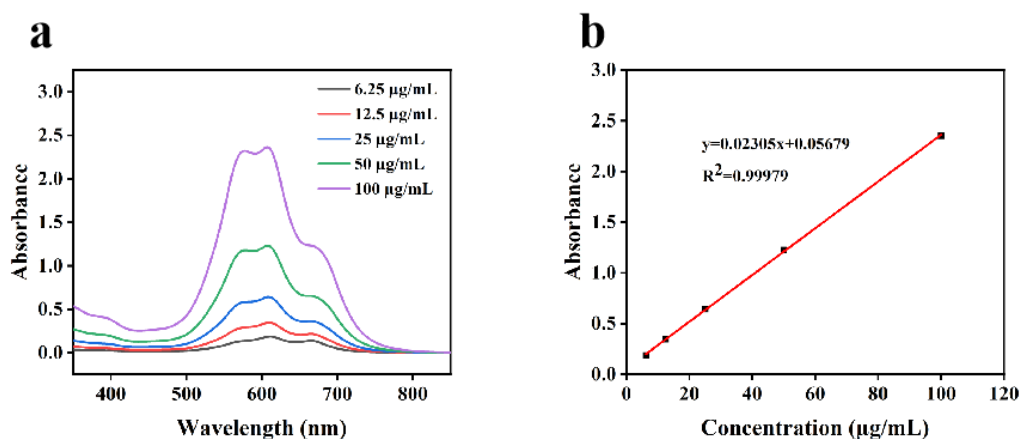 a
3.0
2.5
2.0
1.5
1.0
0.5
0.0
Absorbance
6.25 μg/mL
12.5 μg/mL
25 μg/mL
50 μg/mL
100 μg/mL
400 500 600 700 800
Wavelength (nm)
b
3.0
2.5
2.0
1.5
1.0
0.5
0.0
Absorbance
y=0.02305x+0.05679
R²=0.99979
0 20 40 60 80 100 120
Concentration (μg/mL)